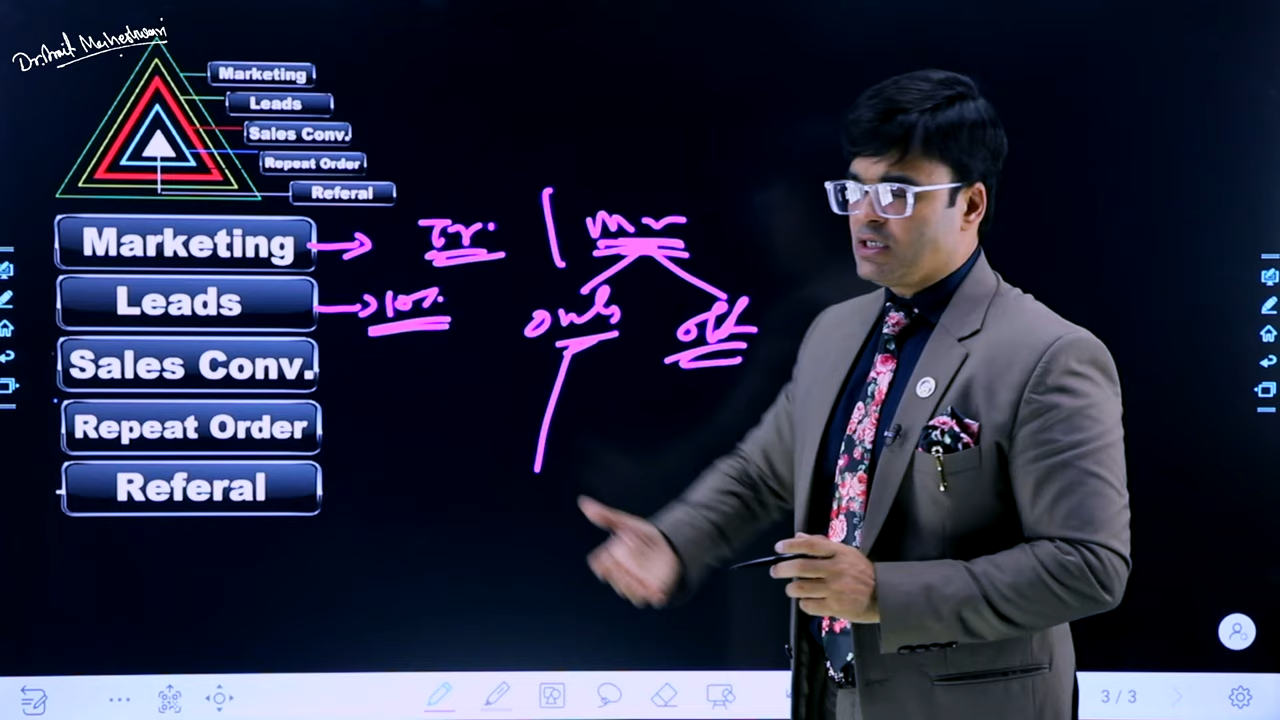 Dr. Amit Maheshwari
Marketing
Leads
Sales Conv.
Repeat Order
Referal
Marketing
Leads 10%
Sales Conv.
Repeat Order
Referal
3/3